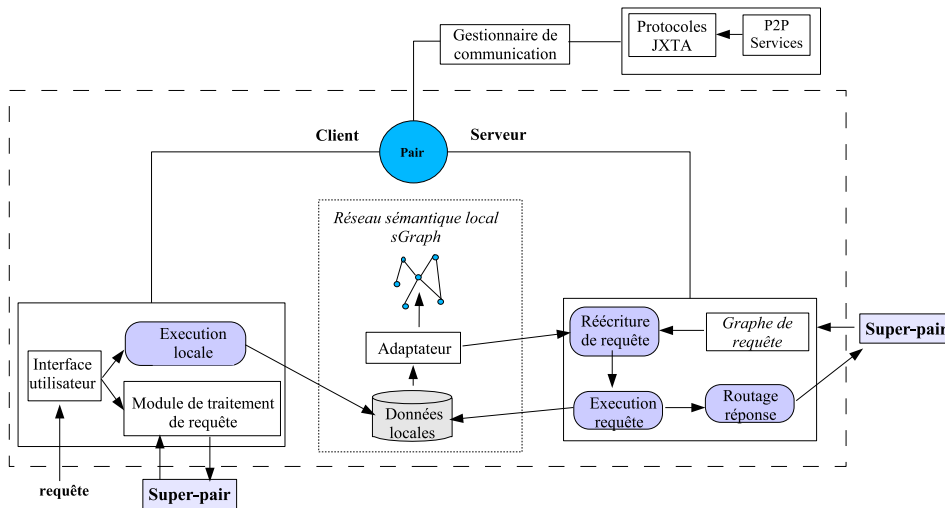 Gestionnaire de
communication
Protocoles
JXTA
P2P
Services
Client
Serveur
Pair
Réseau sémantique local
sGraph
Execution
locale
Interface
utilisateur
Module de traitement
de requête
Adaptateur
Données
locales
Réécriture
de requête
Graphe de
requête
Execution
requête
Routage
réponse
Super-pair
requête
Super-pair